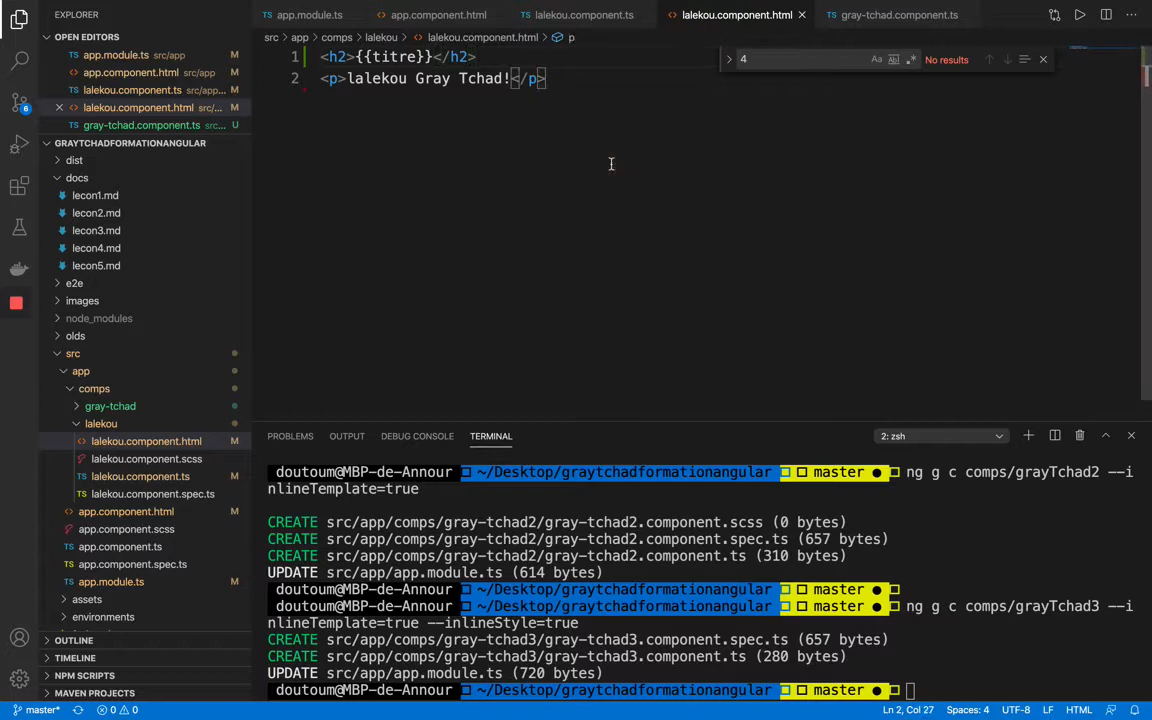 EXPLORER
app.module.ts
app.component.html
lalekou.component.ts
lalekou.component.html
gray-tchad.component.ts
OPEN EDITORS
app.module.ts src/app M
app.component.html src/app M
lalekou.component.ts src/app... M
lalekou.component.html src/... M
gray-tchad.component.ts src... U
GRAYTCHADFORMATIONANGULAR
dist
docs
lecon1.md
lecon2.md
lecon3.md
lecon4.md
lecon5.md
e2e
images
node_modules
olds
src
app
comps
gray-tchad
lalekou
lalekou.component.html M
lalekou.component.scss
lalekou.component.ts M
lalekou.component.spec.ts
app.component.html M
app.component.scss
app.component.ts
app.component.spec.ts
app.module.ts M
assets
environments
OUTLINE
TIMELINE
NPM SCRIPTS
MAVEN PROJECTS
6
src > app > comps > lalekou > lalekou.component.html > p
1 <h2>{{titre}}</h2>
2 <p>lalekou Gray Tchad!</p>
4 Aa Abl No results
PROBLEMS OUTPUT DEBUG CONSOLE TERMINAL
2: zsh
doutoum@MBP-de-Annour ~/Desktop/graytchadformationangular master ● ng g c comps/grayTchad2 --i
nlineTemplate=true
CREATE src/app/comps/gray-tchad2/gray-tchad2.component.scss (0 bytes)
CREATE src/app/comps/gray-tchad2/gray-tchad2.component.spec.ts (657 bytes)
CREATE src/app/comps/gray-tchad2/gray-tchad2.component.ts (310 bytes)
UPDATE src/app/app.module.ts (614 bytes)
doutoum@MBP-de-Annour ~/Desktop/graytchadformationangular master ●
doutoum@MBP-de-Annour ~/Desktop/graytchadformationangular master ● ng g c comps/grayTchad3 --i
nlineTemplate=true --inlineStyle=true
CREATE src/app/comps/gray-tchad3/gray-tchad3.component.spec.ts (657 bytes)
CREATE src/app/comps/gray-tchad3/gray-tchad3.component.ts (280 bytes)
UPDATE src/app/app.module.ts (720 bytes)
doutoum@MBP-de-Annour ~/Desktop/graytchadformationangular master ●
master* 0 0 Ln 2, Col 27 Spaces: 4 UTF-8 LF HTML